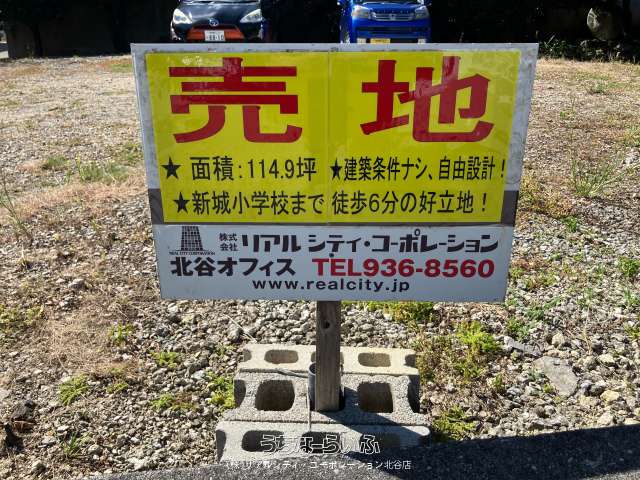 売地
★ 面積：114.9坪 ★建築条件ナシ、自由設計！
★新城小学校まで 徒歩6分の好立地！
REAL CITY CORPORATION 株式会社 リアル シティ・コーポレーション
北谷オフィス TEL936-8560
www.realcity.jp
うちなーらいふ
（株）リアルシティ・コーポレーション北谷店